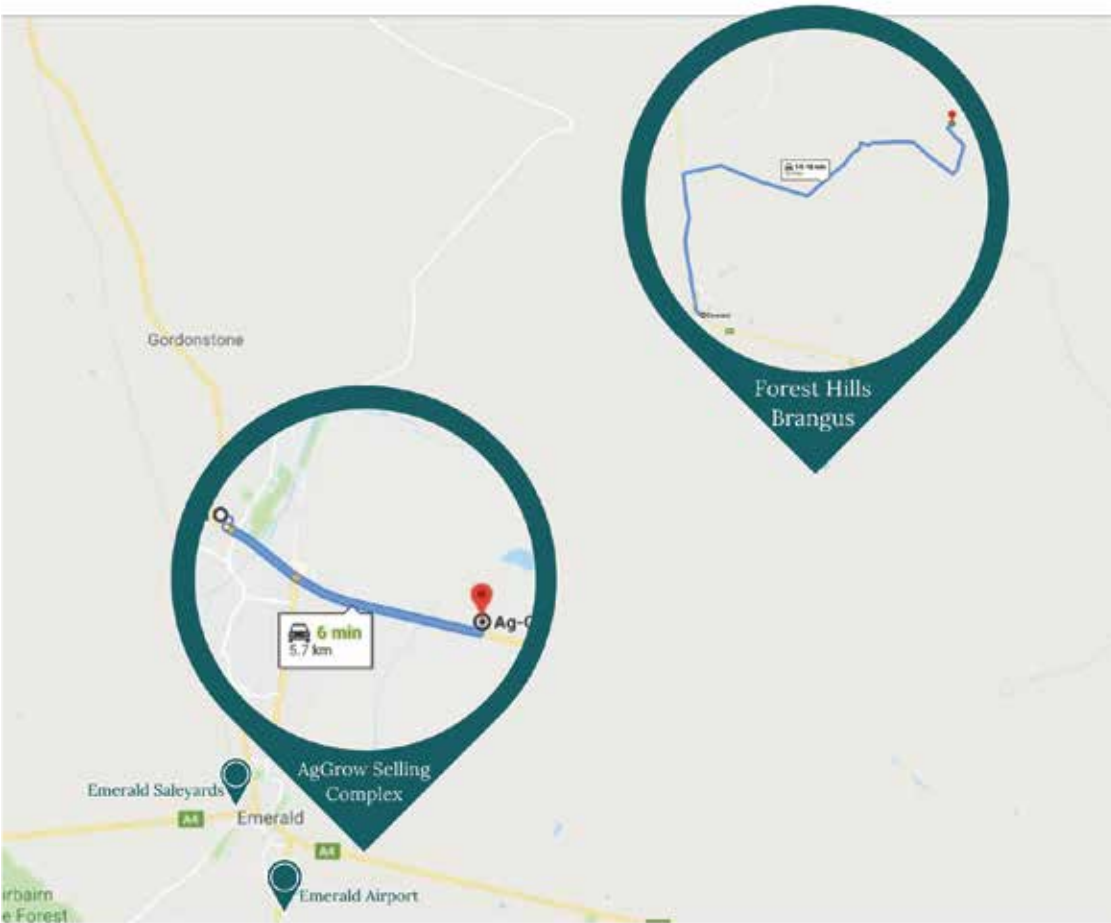 Forest Hills
Brangus
Gordonstone
6 min
5.7 km
Ag-G
AgGrow Selling
Complex
Emerald Saleyards
A4
Emerald
A4
Emerald Airport
irbairn
e Forest